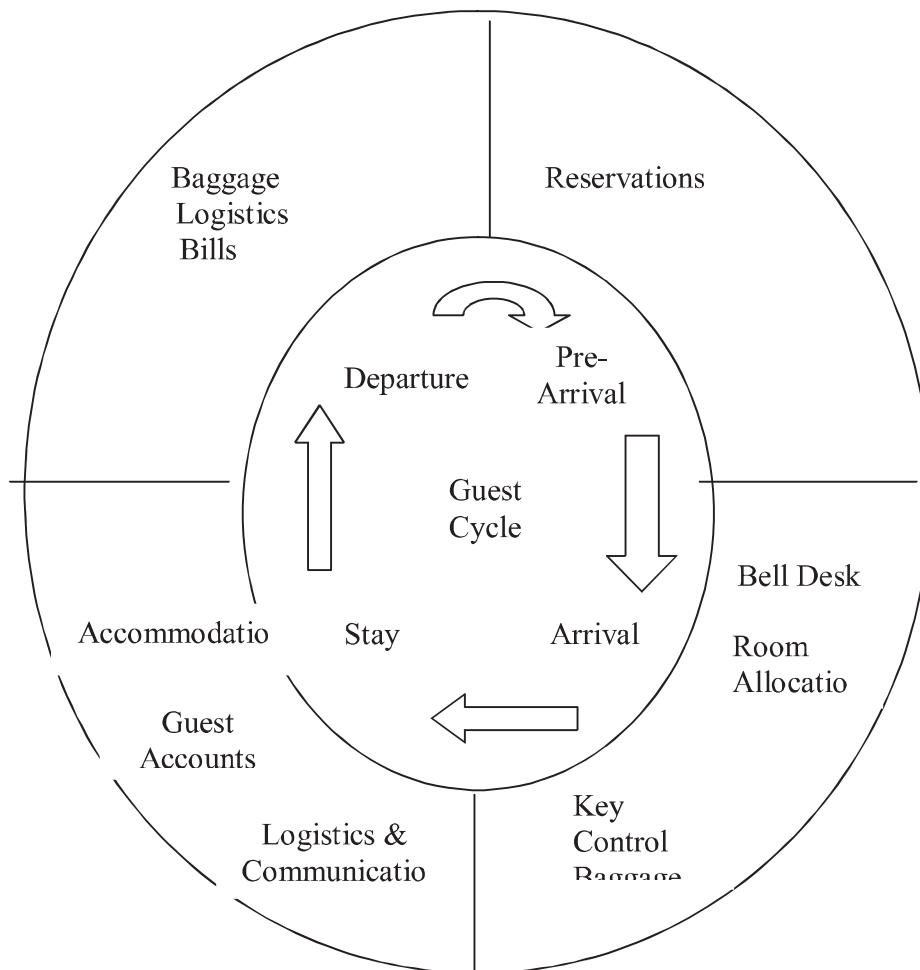 Baggage
Logistics
Bills
Reservations
Departure
Pre-
Arrival
Guest
Cycle
Bell Desk
Accommodatio
Stay
Arrival
Room
Allocatio
Guest
Accounts
Logistics &
Communicatio
Key
Control
Baggage